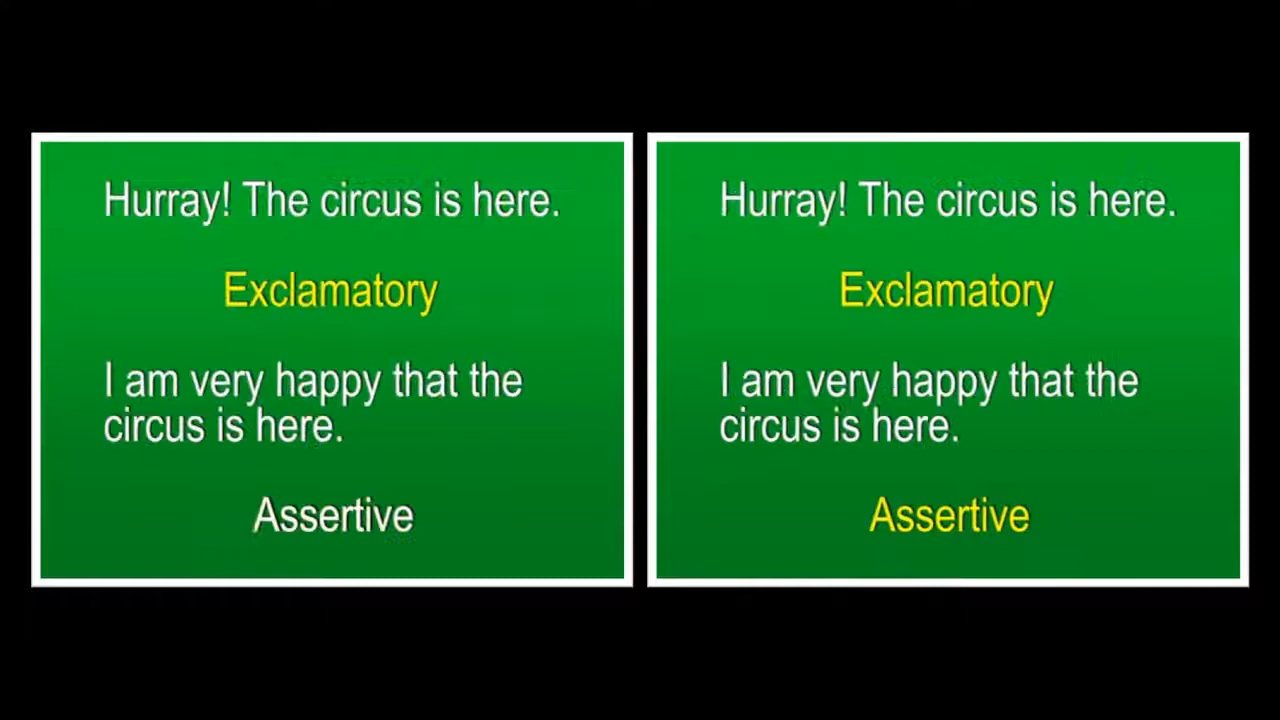 Hurray! The circus is here.
Exclamatory
I am very happy that the
circus is here.
Assertive
Hurray! The circus is here.
Exclamatory
I am very happy that the
circus is here.
Assertive